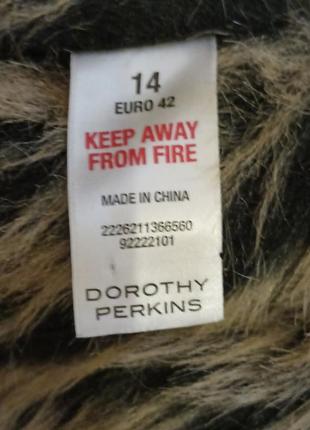 14
EURO 42
KEEP AWAY
FROM FIRE
MADE IN CHINA
2226211366560
92222101
DOROTHY
PERKINS